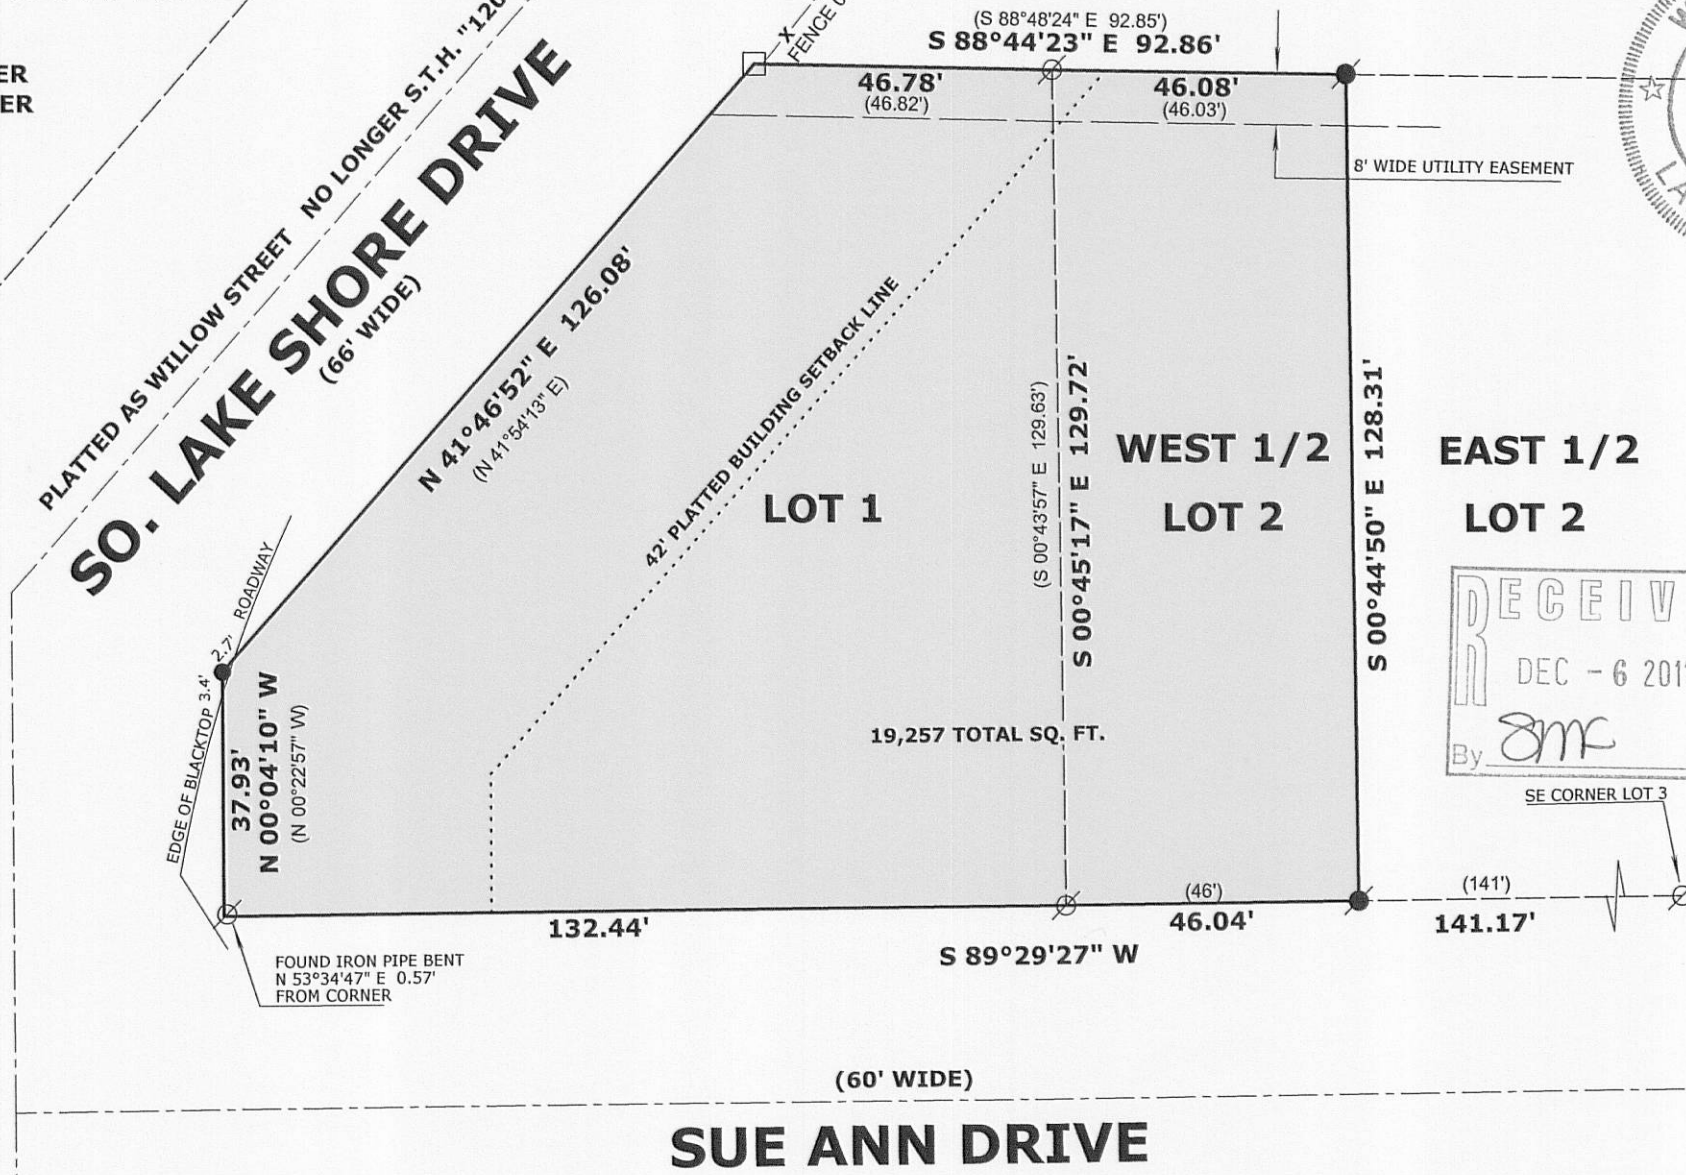 ER
ER
PLATTED AS WILLOW STREET NO LONGER S.T.H. "120
SO. LAKE SHORE DRIVE
(66' WIDE)
X
FENCE
(S 88°48'24" E 92.85')
S 88°44'23" E 92.86'
46.78'
(46.82')
46.08'
(46.03')
8' WIDE UTILITY EASEMENT
N 41°46'52" E 126.08'
(N 41°54'13" E)
42' PLATTED BUILDING SETBACK LINE
(S 00°43'57" E 129.63')
S 00°45'17" E 129.72'
S 00°44'50" E 128.31'
LOT 1
WEST 1/2
LOT 2
EAST 1/2
LOT 2
2.7'
ROADWAY
EDGE OF BLACKTOP 3.4'
37.93'
N 00°04'10" W
(N 00°22'57" W)
19,257 TOTAL SQ. FT.
RECEIV
DEC - 6 201
By SMC
SE CORNER LOT 3
132.44'
(46')
46.04'
(141')
141.17'
S 89°29'27" W
FOUND IRON PIPE BENT
N 53°34'47" E 0.57'
FROM CORNER
(60' WIDE)
SUE ANN DRIVE